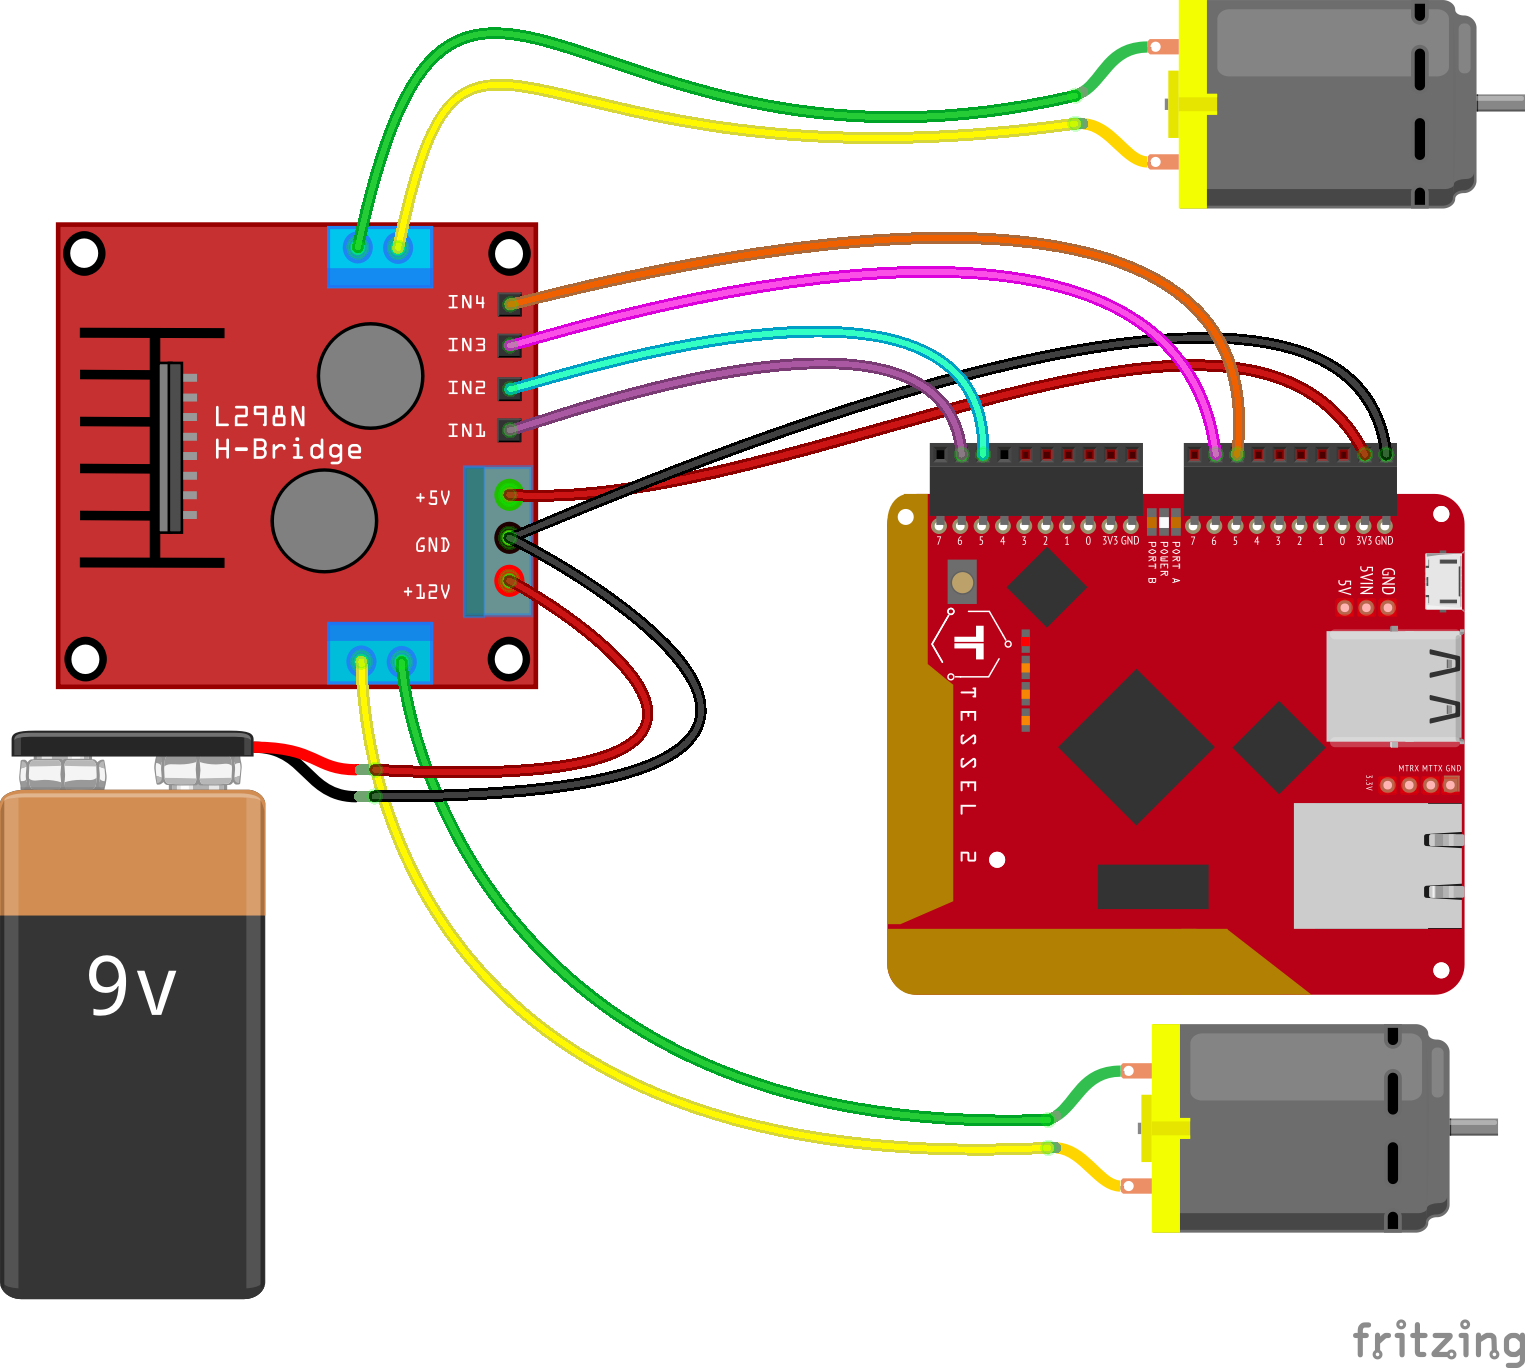 IN4
IN3
IN2
IN1
L298N
H-Bridge
+5V
GND
+12V
7 6 5 4 3 2 1 0 3V3 GND
7 6 5 4 3 2 1 0 3V3 GND
PORT B
POWER
PORT A
5V
5VIN
GND
TESSEL 2
MTRX MTTX GND
3.3V
9v
fritzing